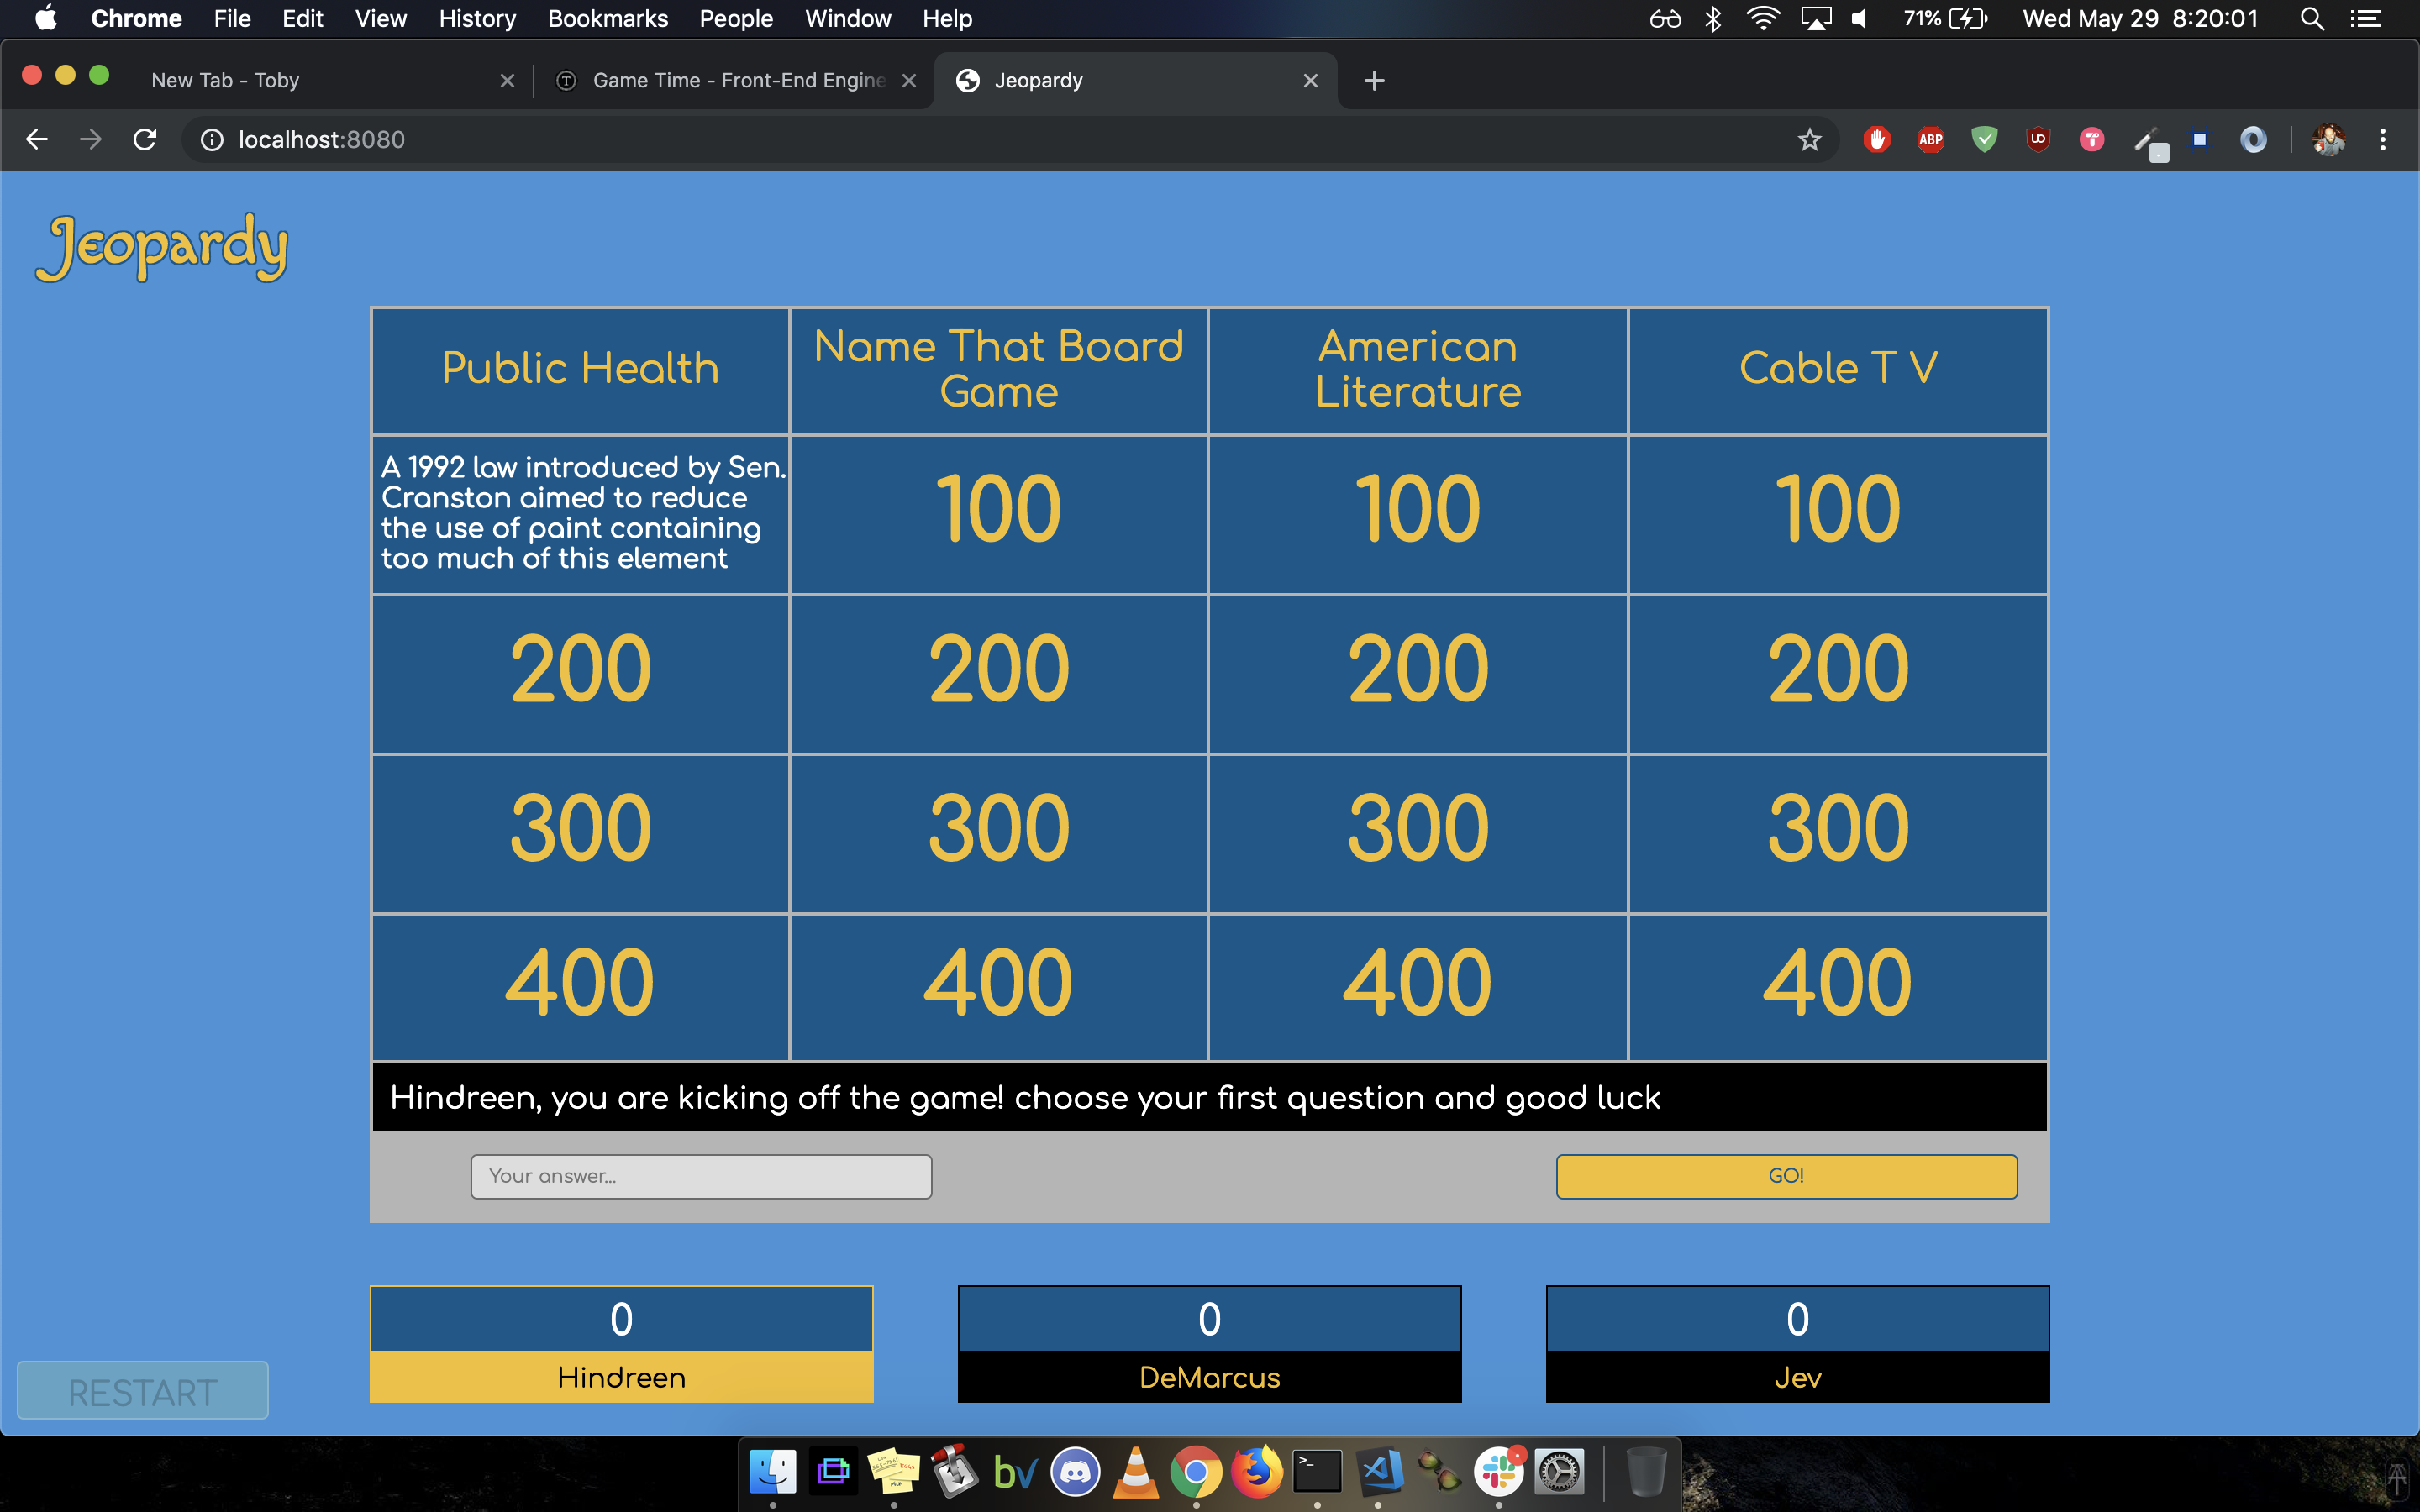 Chrome File Edit View History Bookmarks People Window Help 71% Wed May 29 8:20:01
New Tab - Toby Game Time - Front-End Engine Jeopardy
localhost:8080 ABP
Jeopardy
Public Health
Name That Board
Game
American
Literature
Cable T V
A 1992 law introduced by Sen.
Cranston aimed to reduce
the use of paint containing
too much of this element
100 100 100
200 200 200 200
300 300 300 300
400 400 400 400
Hindreen, you are kicking off the game! choose your first question and good luck
Your answer... GO!
0 0 0
Hindreen DeMarcus Jev
RESTART
bv